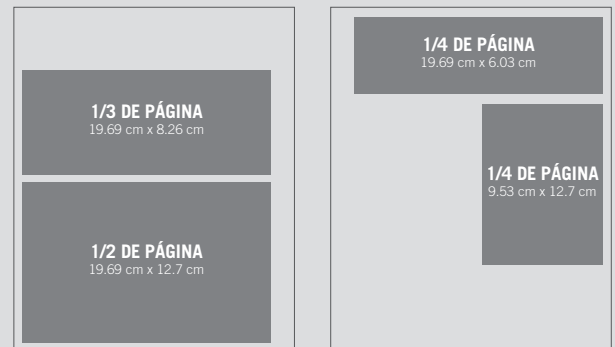 1/3 DE PÁGINA
19.69 cm x 8.26 cm
1/2 DE PÁGINA
19.69 cm x 12.7 cm
1/4 DE PÁGINA
19.69 cm x 6.03 cm
1/4 DE PÁGINA
9.53 cm x 12.7 cm